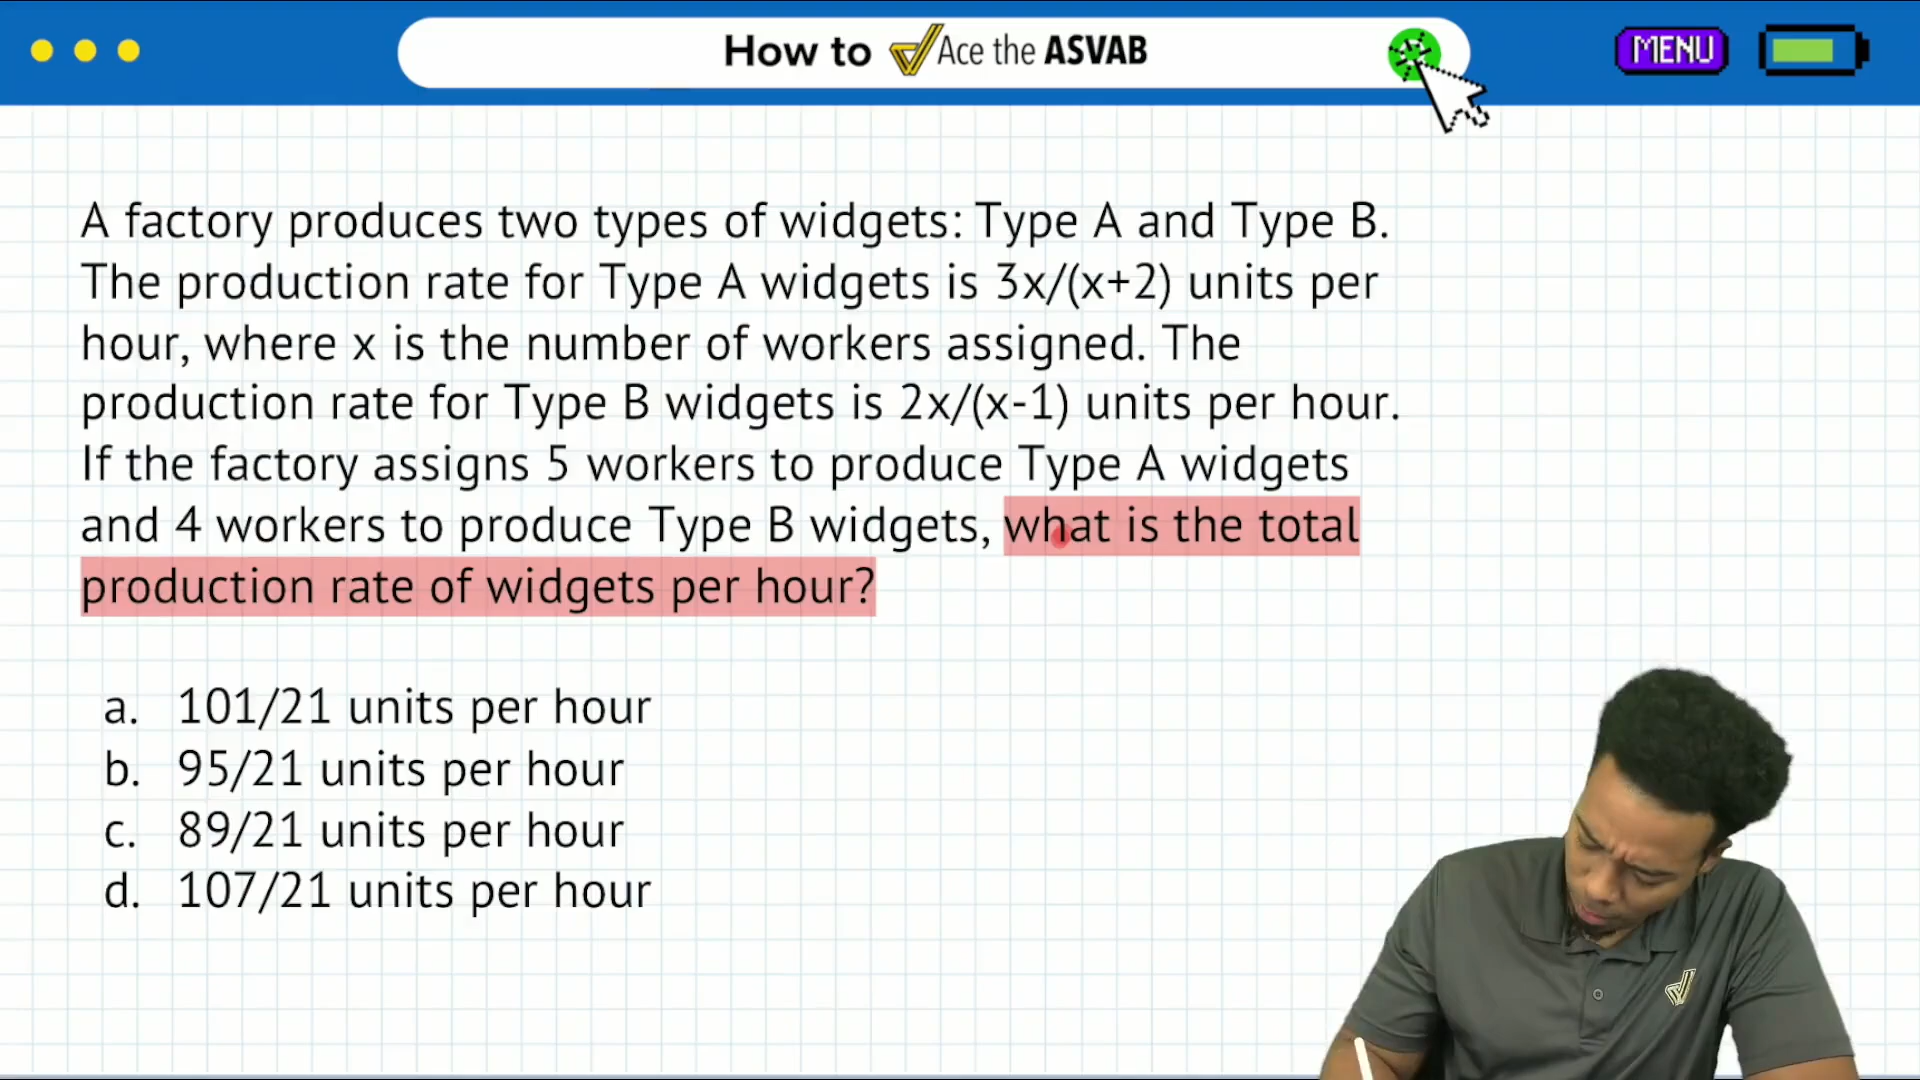 How to Ace the ASVAB
MENU
A factory produces two types of widgets: Type A and Type B.
The production rate for Type A widgets is 3x/(x+2) units per
hour, where x is the number of workers assigned. The
production rate for Type B widgets is 2x/(x-1) units per hour.
If the factory assigns 5 workers to produce Type A widgets
and 4 workers to produce Type B widgets, what is the total
production rate of widgets per hour?
a. 101/21 units per hour
b. 95/21 units per hour
c. 89/21 units per hour
d. 107/21 units per hour